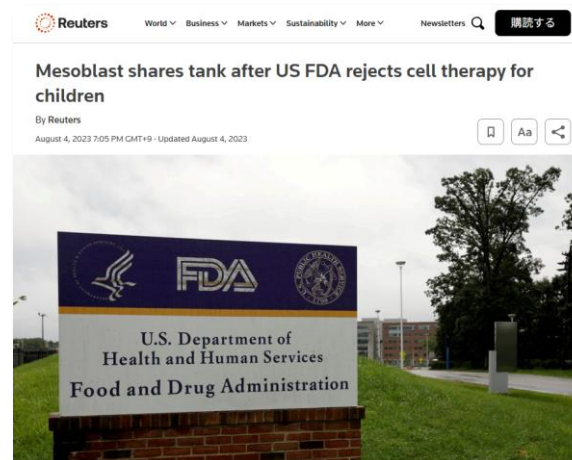 Reuters
World Business Markets Sustainability More
Newsletters
購読する
Mesoblast shares tank after US FDA rejects cell therapy for
children
By Reuters
August 4, 2023 7:05 PM GMT+9 · Updated August 4, 2023
Aa
FDA
U.S. Department of
Health and Human Services
Food and Drug Administration